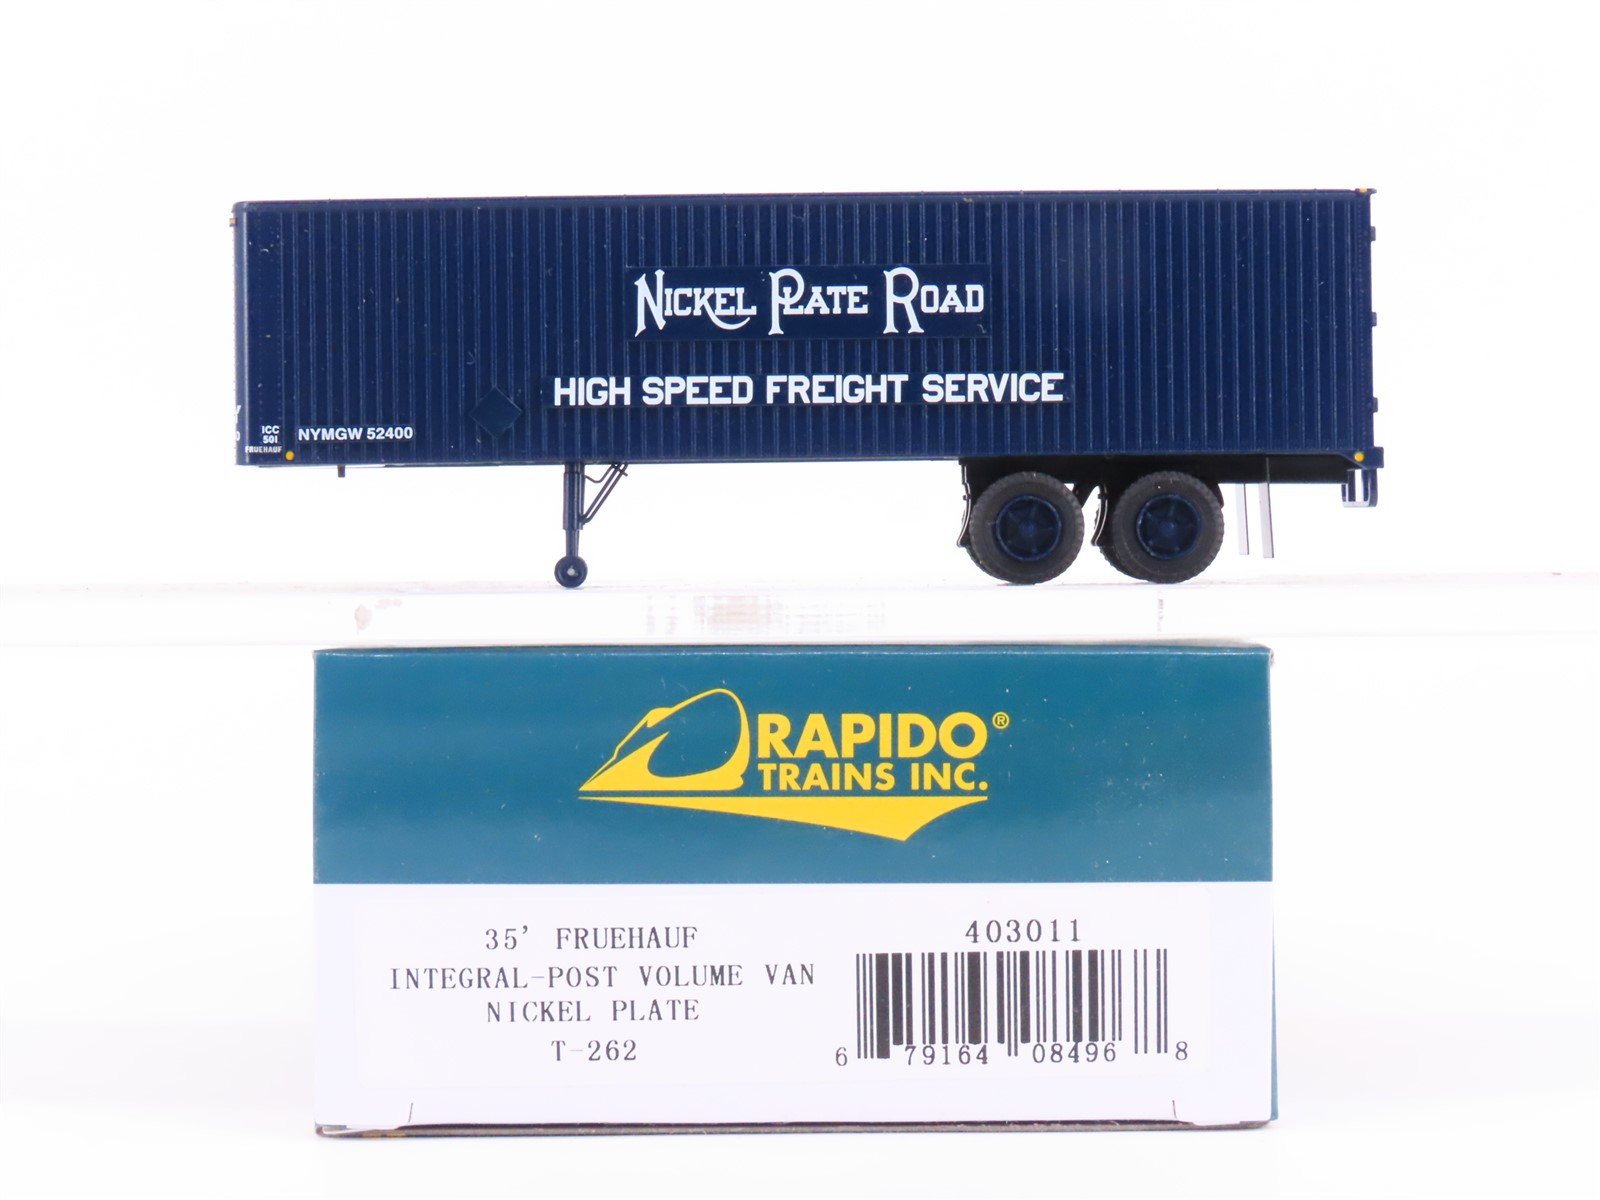 NICKEL PLATE ROAD
HIGH SPEED FREIGHT SERVICE
ICC
501
FRUEHAUF
NYMGW 52400
RAPIDO®
TRAINS INC.
35' FRUEHAUF
INTEGRAL-POST VOLUME VAN
NICKEL PLATE
T-262
403011
6 79164 08496 8